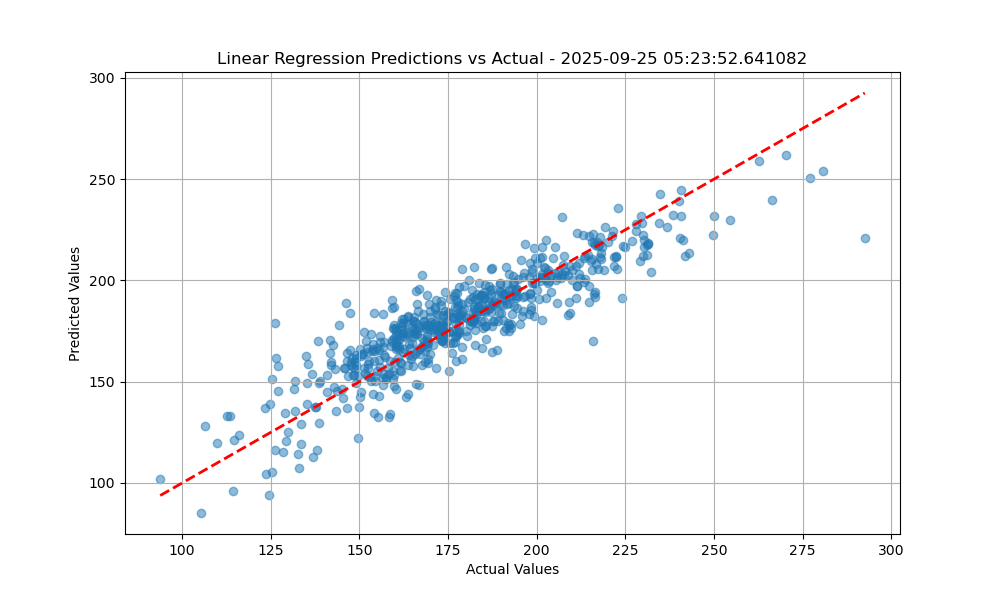 Linear Regression Predictions vs Actual - 2025-09-25 05:23:52.641082
300
250
200
150
100
Predicted Values
100 125 150 175 200 225 250 275 300
Actual Values